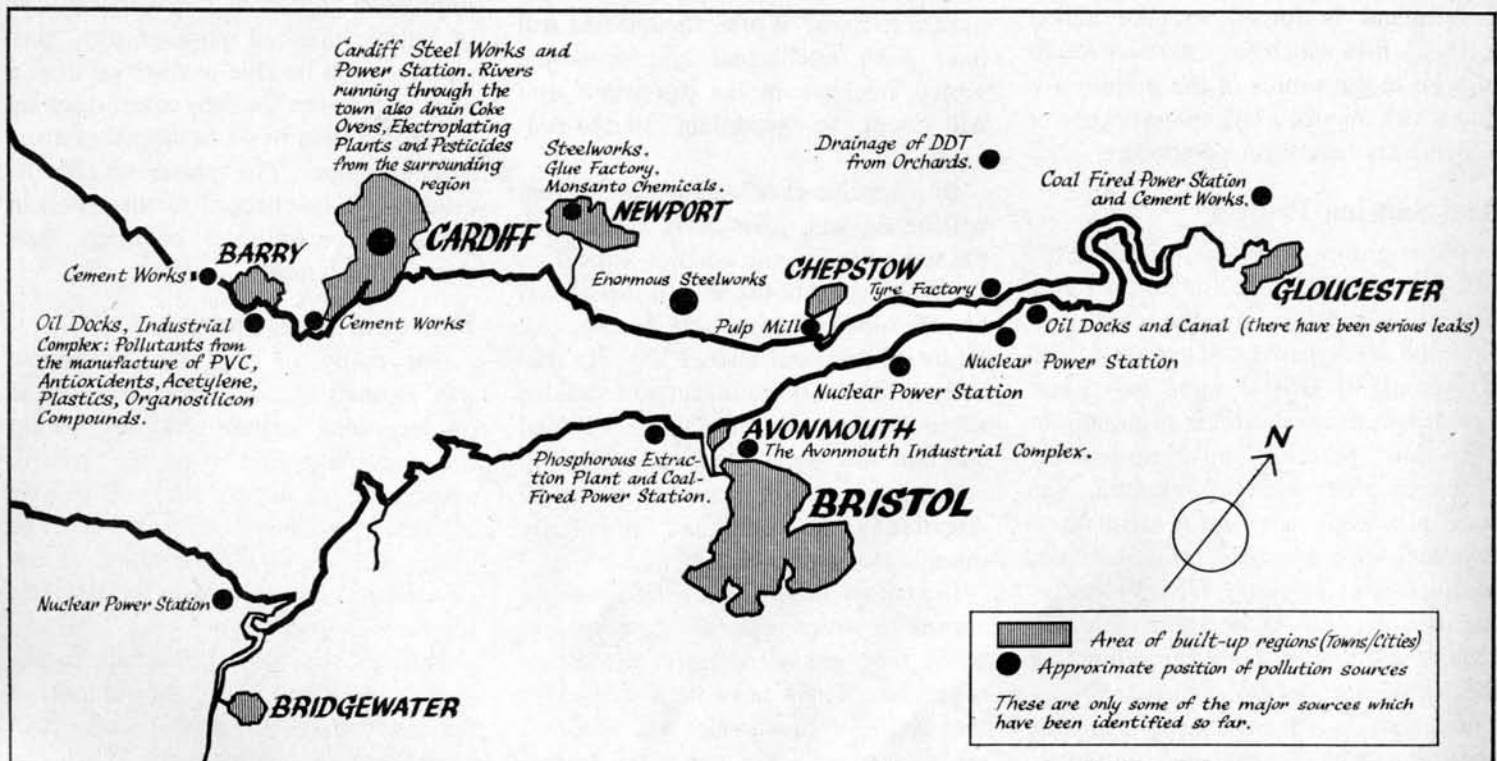 Cardiff Steel Works and
Power Station. Rivers
running through the
town also drain Coke
Ovens, Electroplating
Plants and Pesticides
from the surrounding
region
Steelworks.
Glue Factory.
Monsanto Chemicals.
NEWPORT
Drainage of DDT
from Orchards.
Coal Fired Power Station
and Cement Works.
BARRY
CARDIFF
Cement Works
Enormous Steelworks
CHEPSTOW
Tyre Factory
GLOUCESTER
Oil Docks, Industrial
Complex: Pollutants from
the manufacture of PVC,
Antioxidents, Acetylene,
Plastics, Organosilicon
Compounds.
Cement Works
Pulp Mill
Oil Docks and Canal (there have been serious leaks)
Nuclear Power Station
Nuclear Power Station
AVONMOUTH
The Avonmouth Industrial Complex.
Phosphorous Extrac-
tion Plant and Coal-
Fired Power Station.
BRISTOL
N
Nuclear Power Station
BRIDGEWATER
Area of built-up regions (Towns/Cities)
Approximate position of pollution sources
These are only some of the major sources which
have been identified so far.